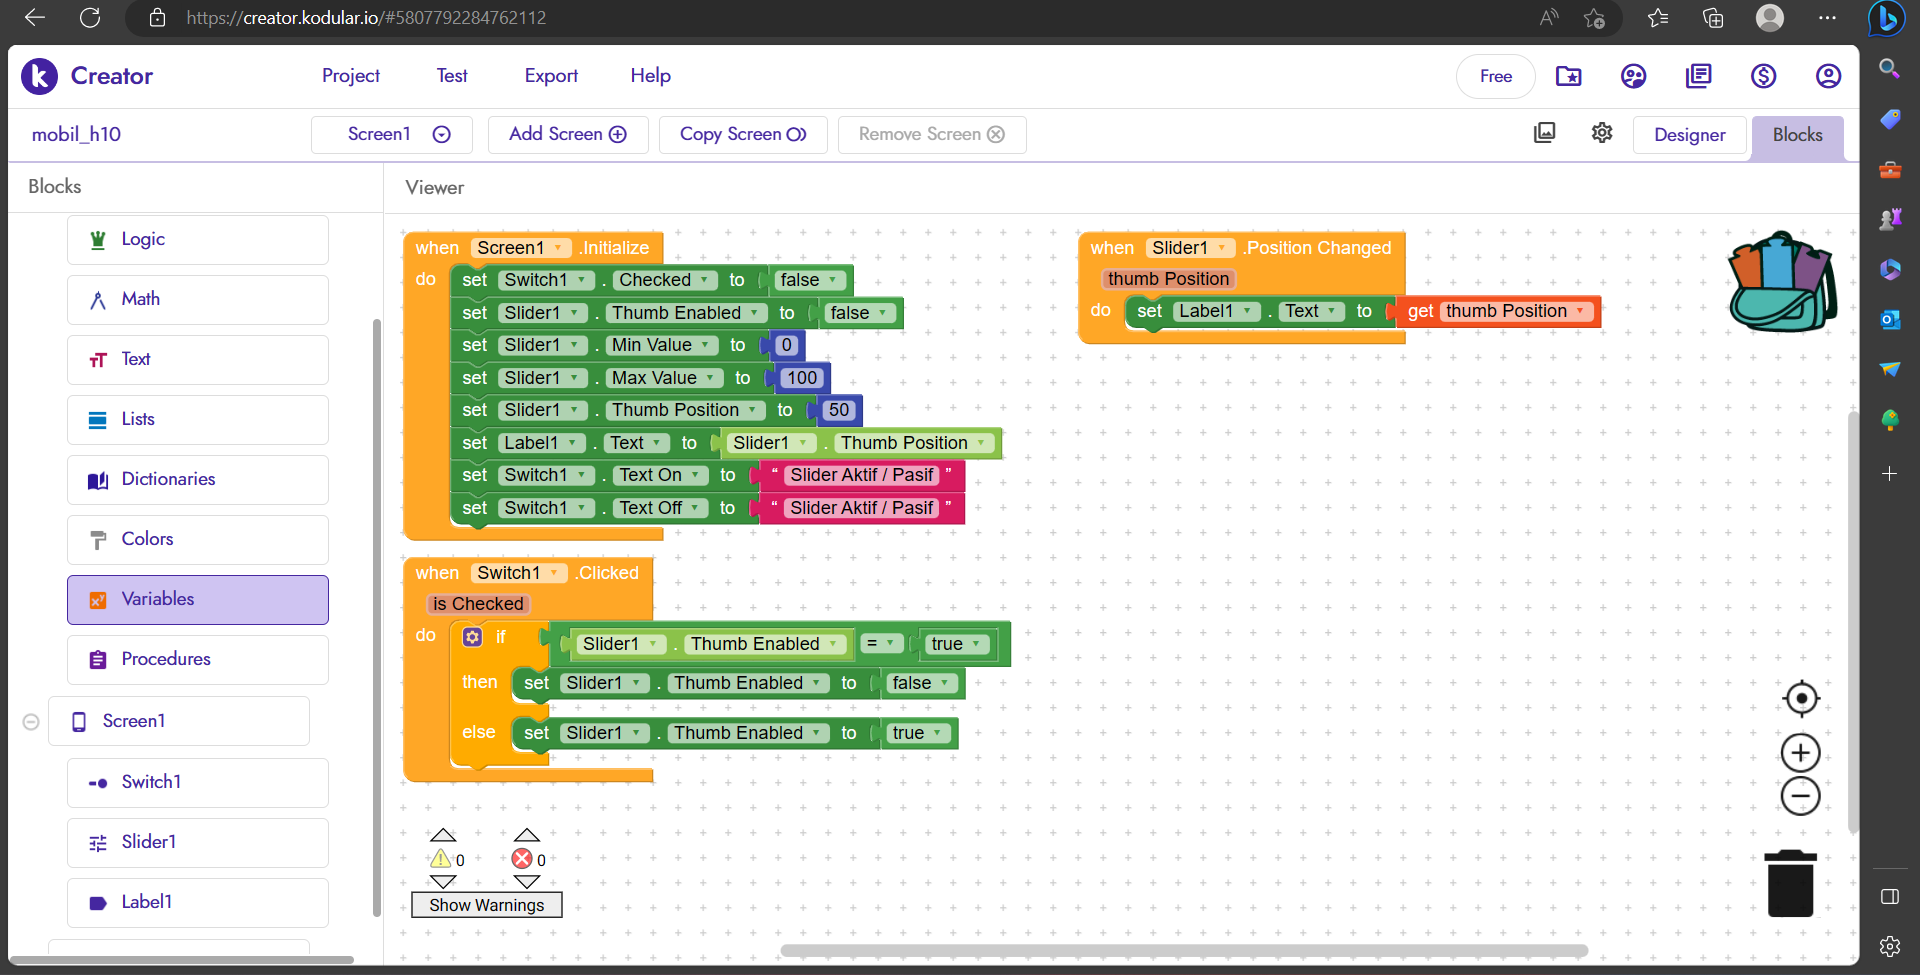 https://creator.kodular.io/#5807792284762112
Creator
Project
Test
Export
Help
Free
mobil_h10
Screen1
Add Screen
Copy Screen
Remove Screen
Designer
Blocks
Blocks
Viewer
Logic
Math
Text
Lists
Dictionaries
Colors
Variables
Procedures
Screen1
Switch1
Slider1
Label1
when Screen1 .Initialize
do set Switch1 . Checked to false
set Slider1 . Thumb Enabled to false
set Slider1 . Min Value to 0
set Slider1 . Max Value to 100
set Slider1 . Thumb Position to 50
set Label1 . Text to Slider1 . Thumb Position
set Switch1 . Text On to “ Slider Aktif / Pasif ”
set Switch1 . Text Off to “ Slider Aktif / Pasif ”
when Switch1 .Clicked
is Checked
do if Slider1 . Thumb Enabled = true
then set Slider1 . Thumb Enabled to false
else set Slider1 . Thumb Enabled to true
when Slider1 .Position Changed
thumb Position
do set Label1 . Text to get thumb Position
0 0
Show Warnings